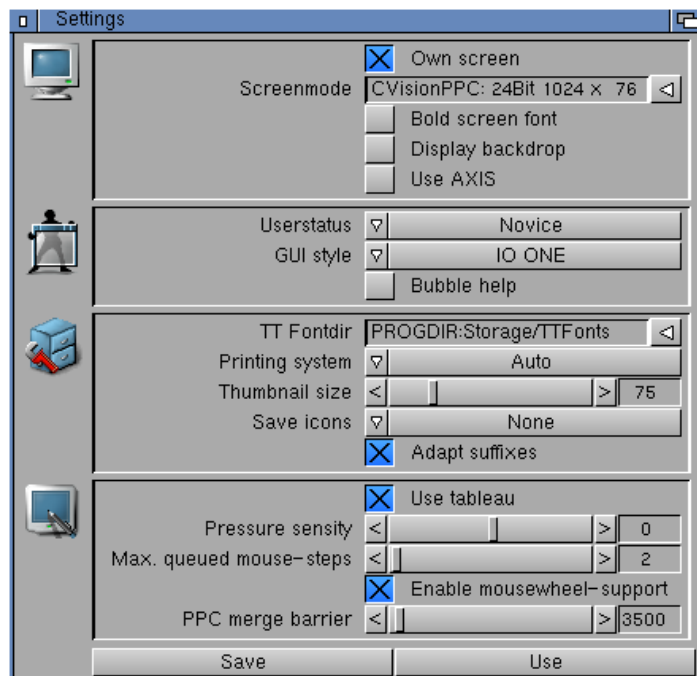 Settings
Own screen
Screenmode CVisionPPC: 24Bit 1024 x 76
Bold screen font
Display backdrop
Use AXIS
Userstatus Novice
GUI style IO ONE
Bubble help
TT Fontdir PROGDIR:Storage/TTFonts
Printing system Auto
Thumbnail size < > 75
Save icons None
Adapt suffixes
Use tableau
Pressure sensity < > 0
Max. queued mouse-steps < > 2
Enable mousewheel-support
PPC merge barrier < > 3500
Save Use